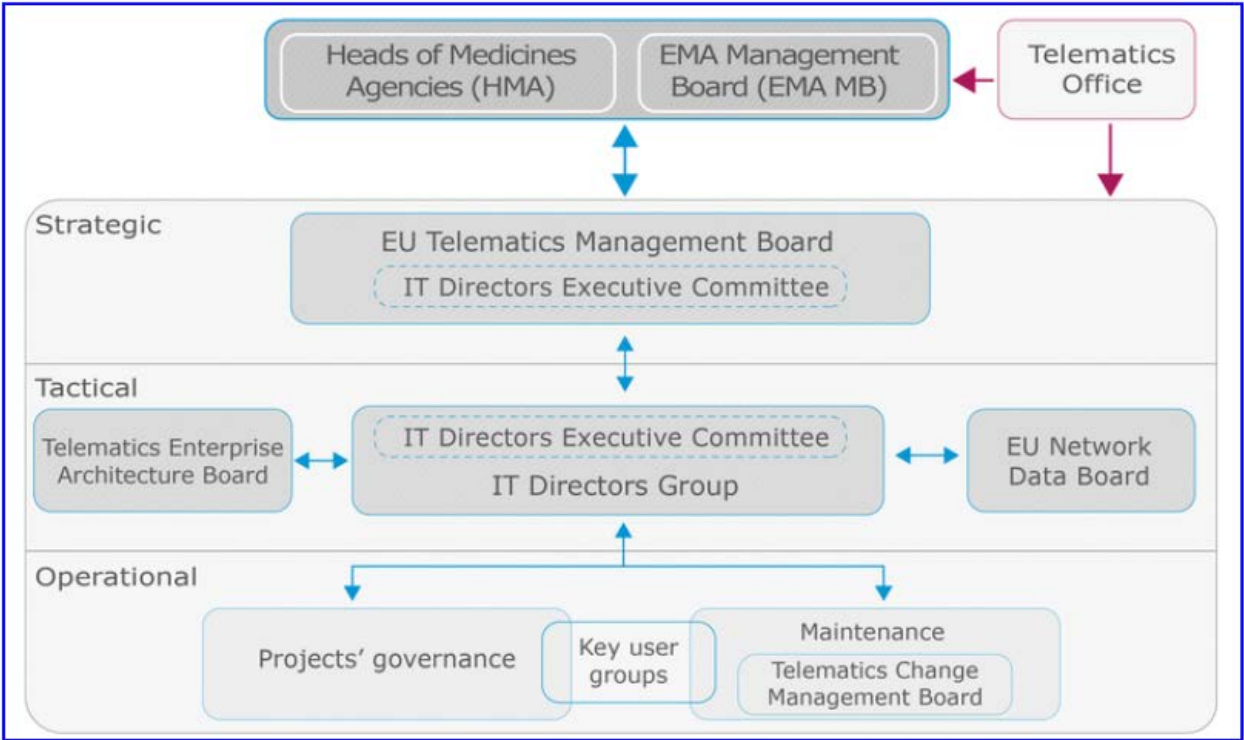 Heads of Medicines
Agencies (HMA)
EMA Management
Board (EMA MB)
Telematics
Office
Strategic
EU Telematics Management Board
IT Directors Executive Committee
Tactical
Telematics Enterprise
Architecture Board
IT Directors Executive Committee
IT Directors Group
EU Network
Data Board
Operational
Projects’ governance
Key user
groups
Maintenance
Telematics Change
Management Board